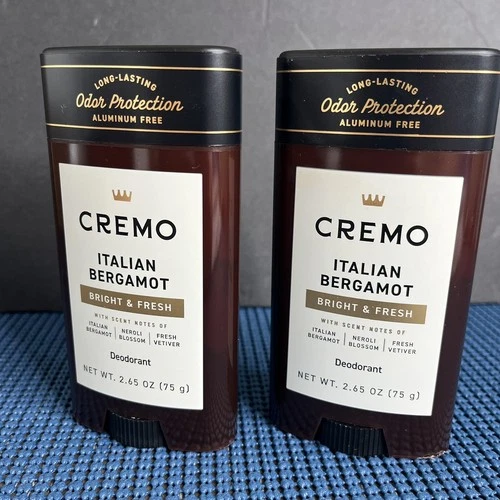 LONG-LASTING
Odor Protection
ALUMINUM FREE
CREMO
ITALIAN
BERGAMOT
BRIGHT & FRESH
WITH SCENT NOTES OF
ITALIAN BERGAMOT | NEROLI BLOSSOM | FRESH VETIVER
Deodorant
NET WT. 2.65 OZ (75 g)
LONG-LASTING
Odor Protection
ALUMINUM FREE
CREMO
ITALIAN
BERGAMOT
BRIGHT & FRESH
WITH SCENT NOTES OF
ITALIAN BERGAMOT | NEROLI BLOSSOM | FRESH VETIVER
Deodorant
NET WT. 2.65 OZ (75 g)